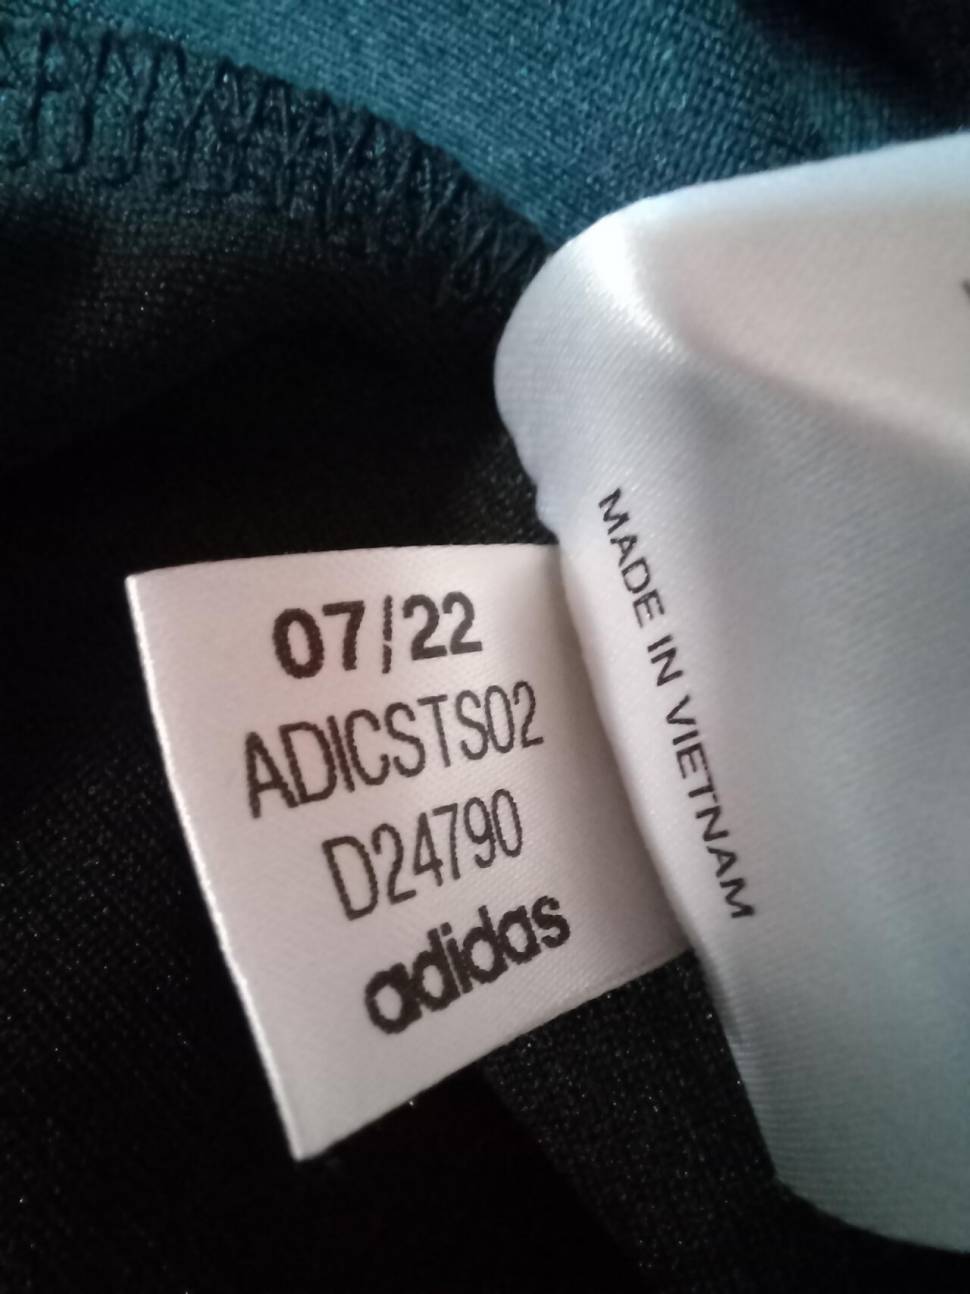 07/22
ADICSTS02
D24790
adidas
MADE IN VIETNAM